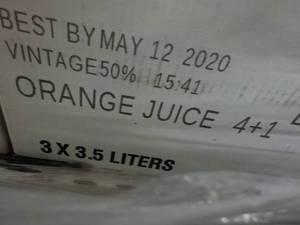 BEST BY MAY 12 2020
VINTAGE50% 15:41
ORANGE JUICE 4+1
3 X 3.5 LITERS